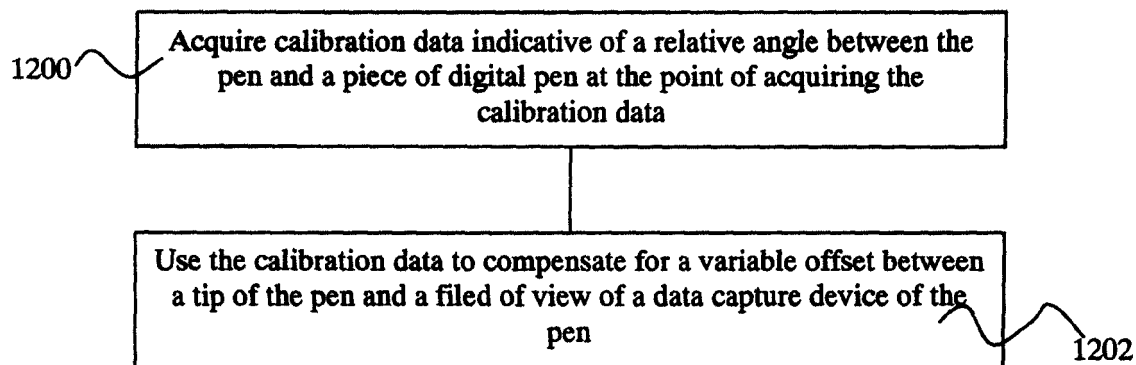 1200
Acquire calibration data indicative of a relative angle between the
pen and a piece of digital pen at the point of acquiring the
calibration data
Use the calibration data to compensate for a variable offset between
a tip of the pen and a filed of view of a data capture device of the
pen
1202